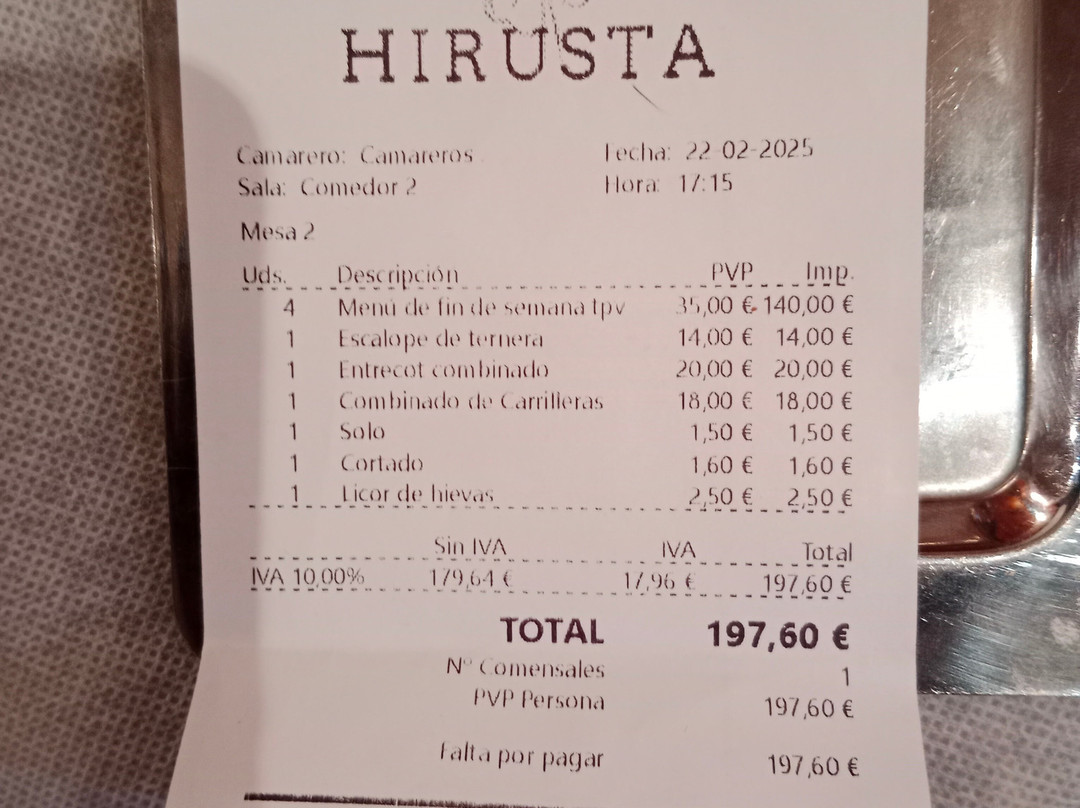 HIRUSTA
Camarero: Camareros Fecha: 22-02-2025
Sala: Comedor 2 Hora: 17:15
Mesa 2
Uds. Descripción PVP Imp.
4 Menú de fin de semana tpv 35,00 € 140,00 €
1 Escalope de ternera 14,00 € 14,00 €
1 Entrecot combinado 20,00 € 20,00 €
1 Combinado de Carrilleras 18,00 € 18,00 €
1 Solo 1,50 € 1,50 €
1 Cortado 1,60 € 1,60 €
1 Licor de hievas 2,50 € 2,50 €
Sin IVA IVA Total
IVA 10,00% 179,64 € 17,96 € 197,60 €
TOTAL 197,60 €
Nº Comensales 1
PVP Persona 197,60 €
Falta por pagar 197,60 €